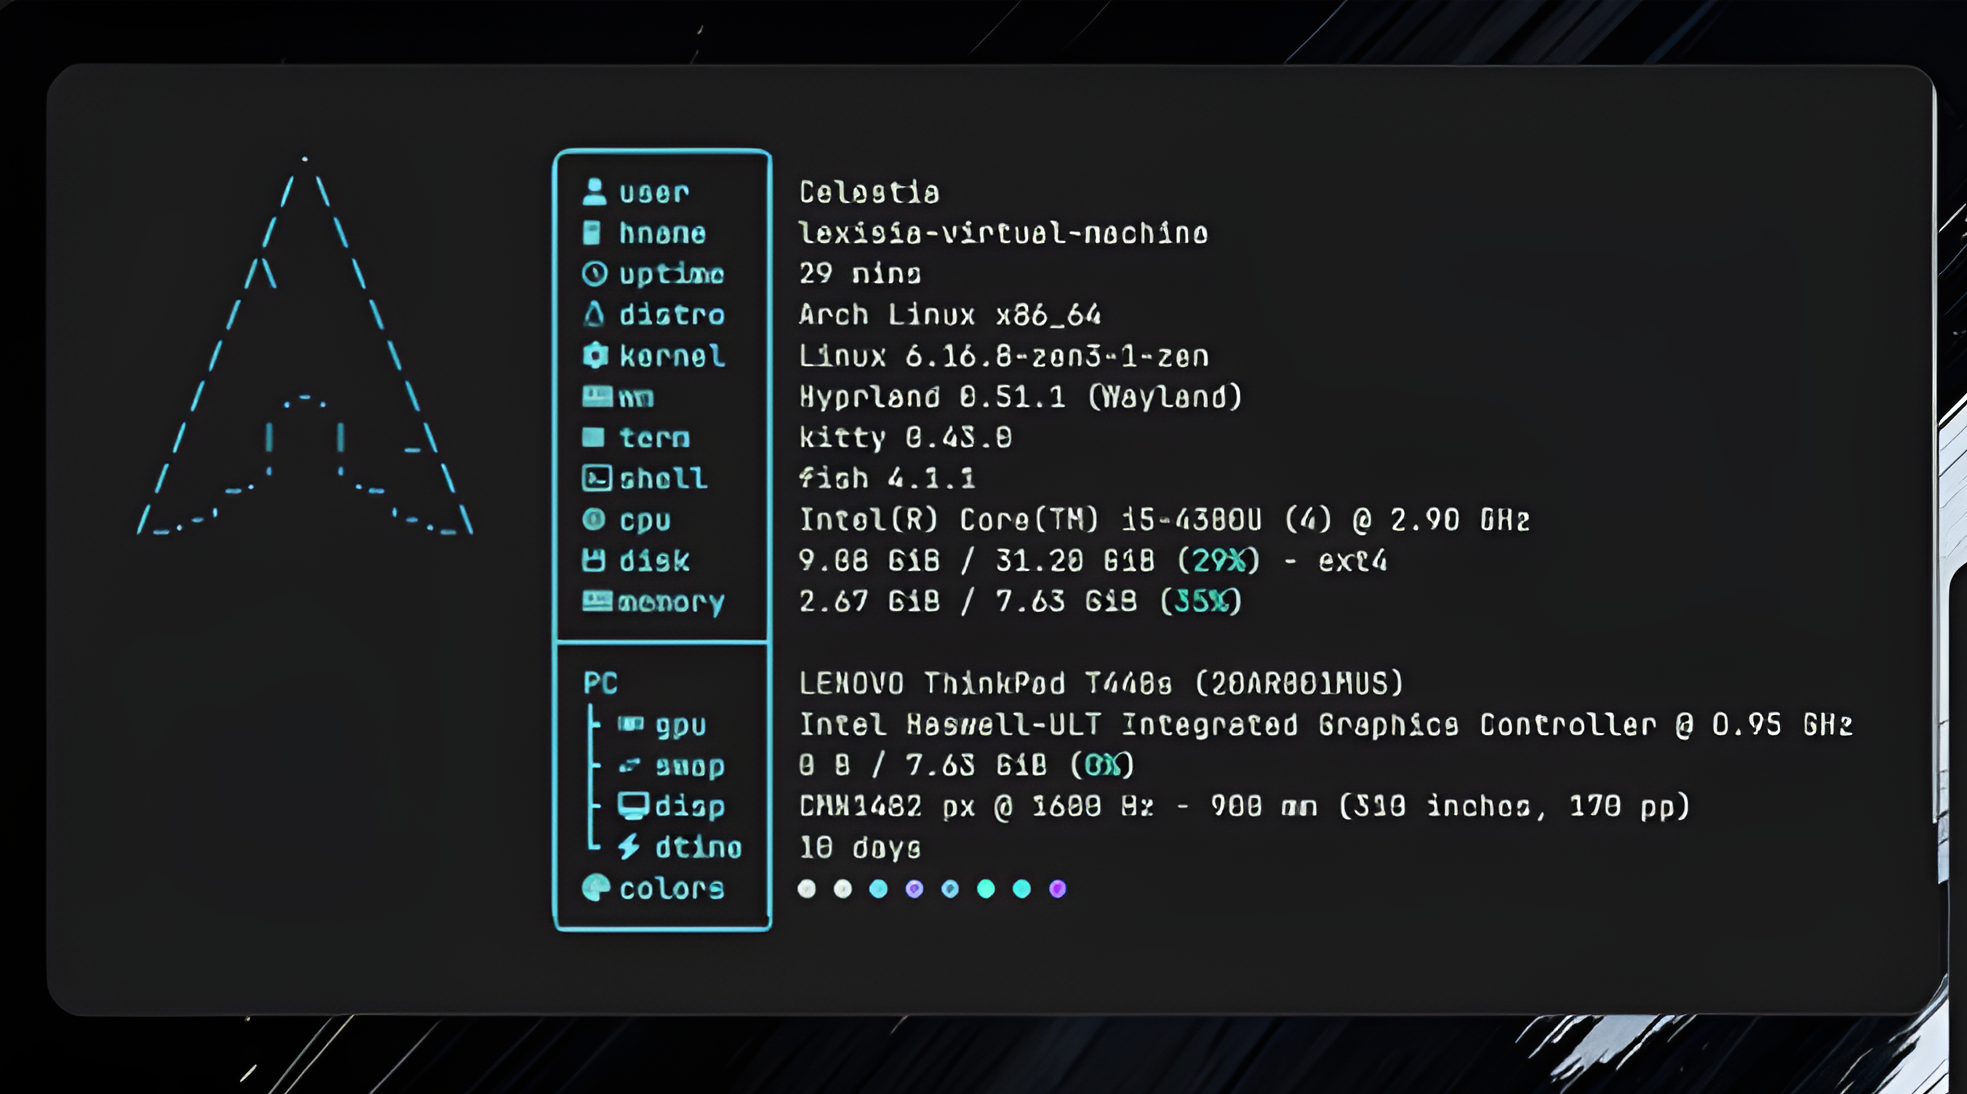 user Celestia
hname lexisia-virtual-machine
uptime 29 mins
distro Arch Linux x86_64
kernel Linux 6.16.8-zen3-1-zen
Hyprland 0.51.1 (Wayland)
term kitty 0.43.0
shell fish 4.1.1
cpu Intel(R) Core(TM) i5-4300U (4) @ 2.90 GHz
disk 9.08 GiB / 31.20 GiB (29%) - ext4
memory 2.67 GiB / 7.63 GiB (35%)
PC LENOVO ThinkPad T440s (20AR001MUS)
gpu Intel Haswell-ULT Integrated Graphics Controller @ 0.95 GHz
swap 0 B / 7.63 GiB (0%)
disp px @ 1600 Hz - 900 mm (310 inches, 170 pp)
10 days
colors